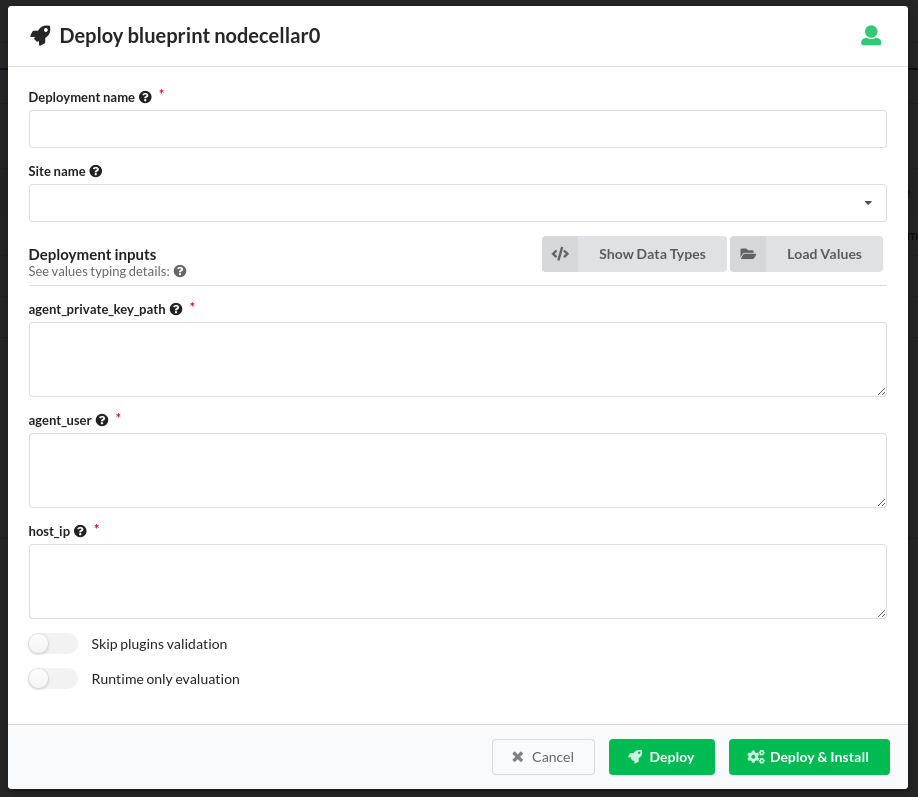 Deploy blueprint nodecellar0
Deployment name *
Site name
Deployment inputs
See values typing details:
Show Data Types
Load Values
agent_private_key_path *
agent_user *
host_ip *
Skip plugins validation
Runtime only evaluation
Cancel
Deploy
Deploy & Install